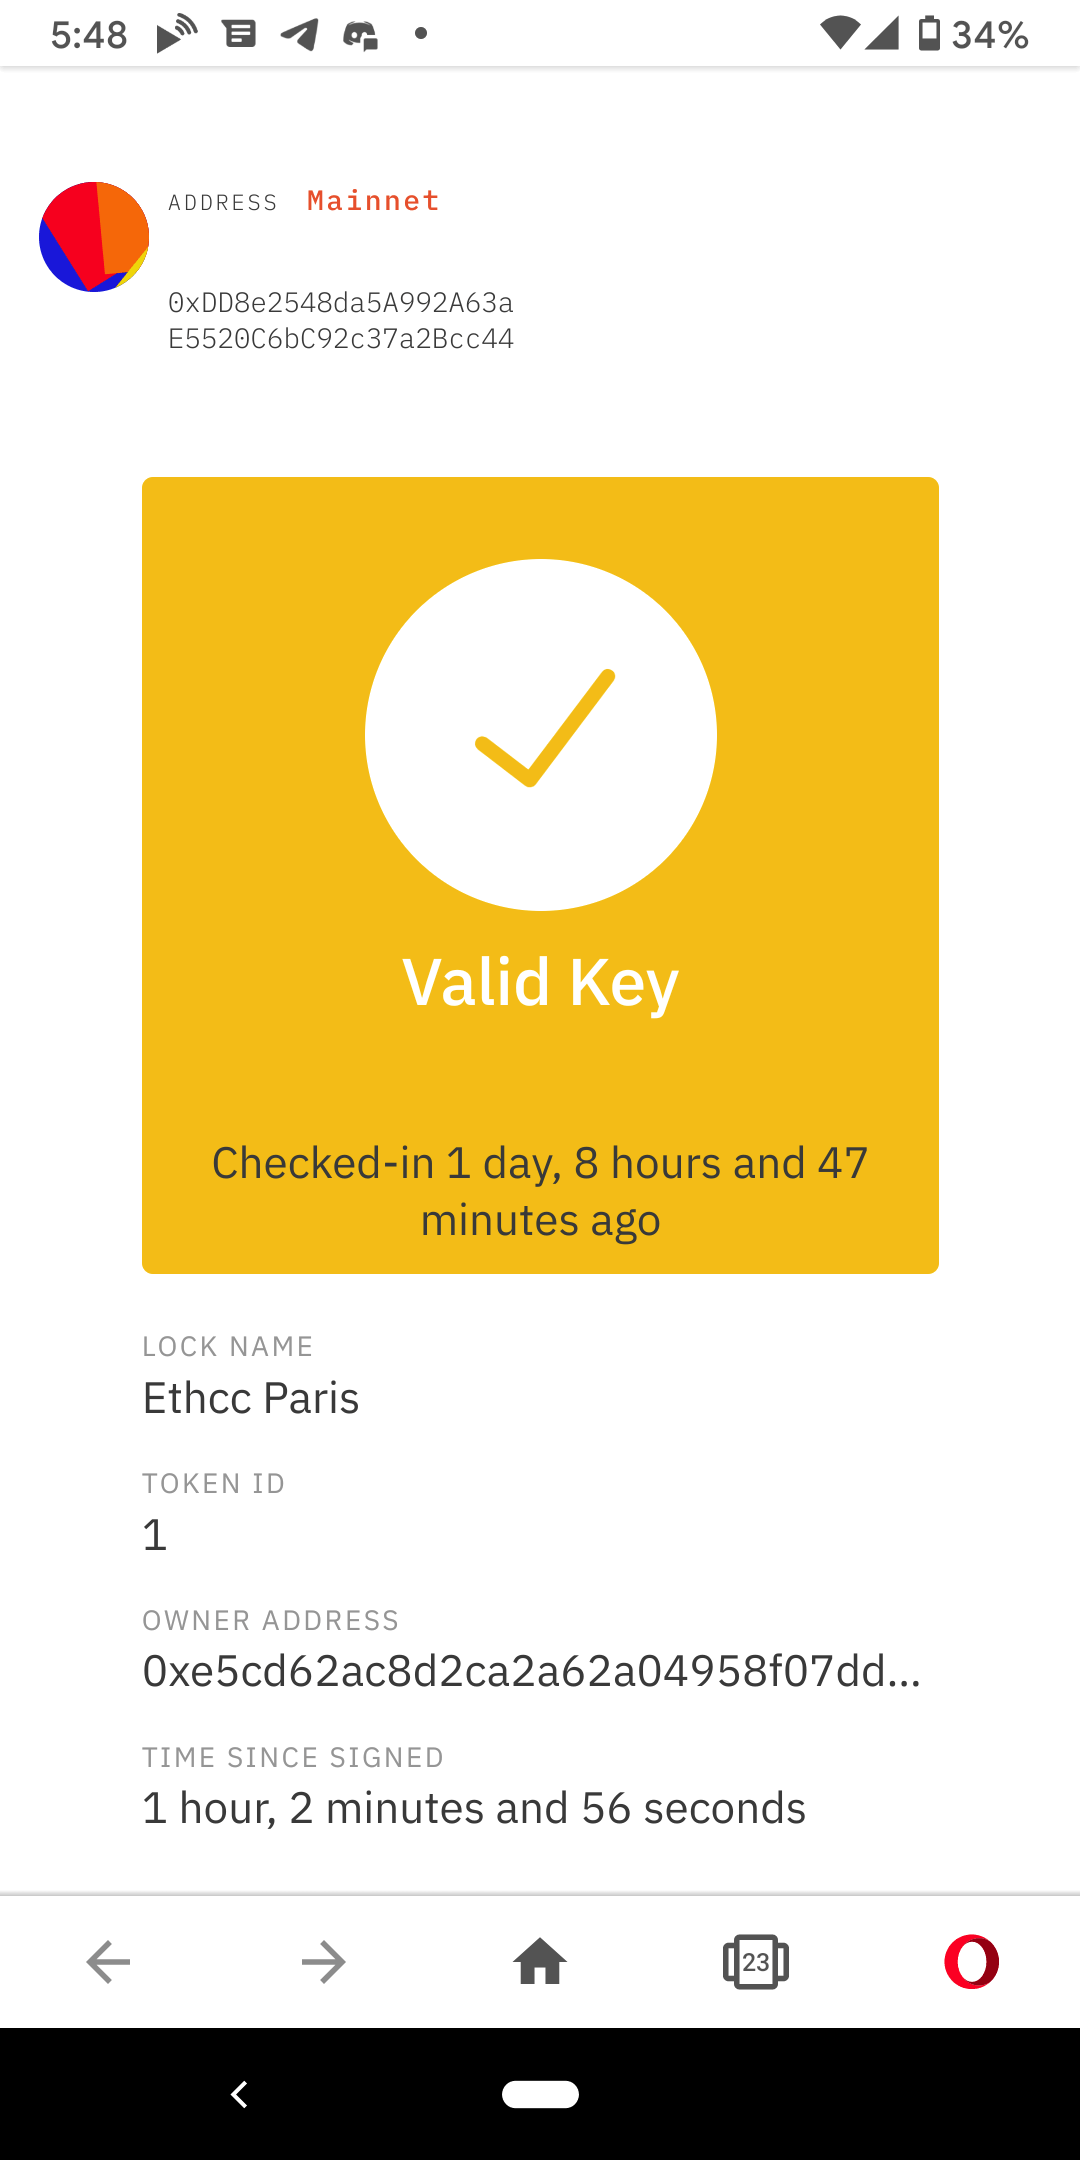 5:48
34%
ADDRESS Mainnet
0xDD8e2548da5A992A63a
E5520C6bC92c37a2Bcc44
Valid Key
Checked-in 1 day, 8 hours and 47
minutes ago
LOCK NAME
Ethcc Paris
TOKEN ID
1
OWNER ADDRESS
0xe5cd62ac8d2ca2a62a04958f07dd...
TIME SINCE SIGNED
1 hour, 2 minutes and 56 seconds
23